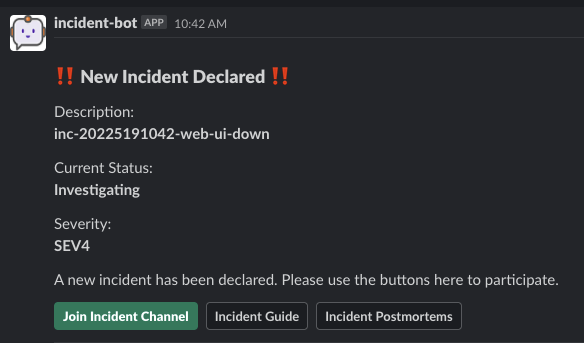 incident-bot APP 10:42 AM
‼️ New Incident Declared ‼️
Description:
inc-20225191042-web-ui-down
Current Status:
Investigating
Severity:
SEV4
A new incident has been declared. Please use the buttons here to participate.
Join Incident Channel Incident Guide Incident Postmortems